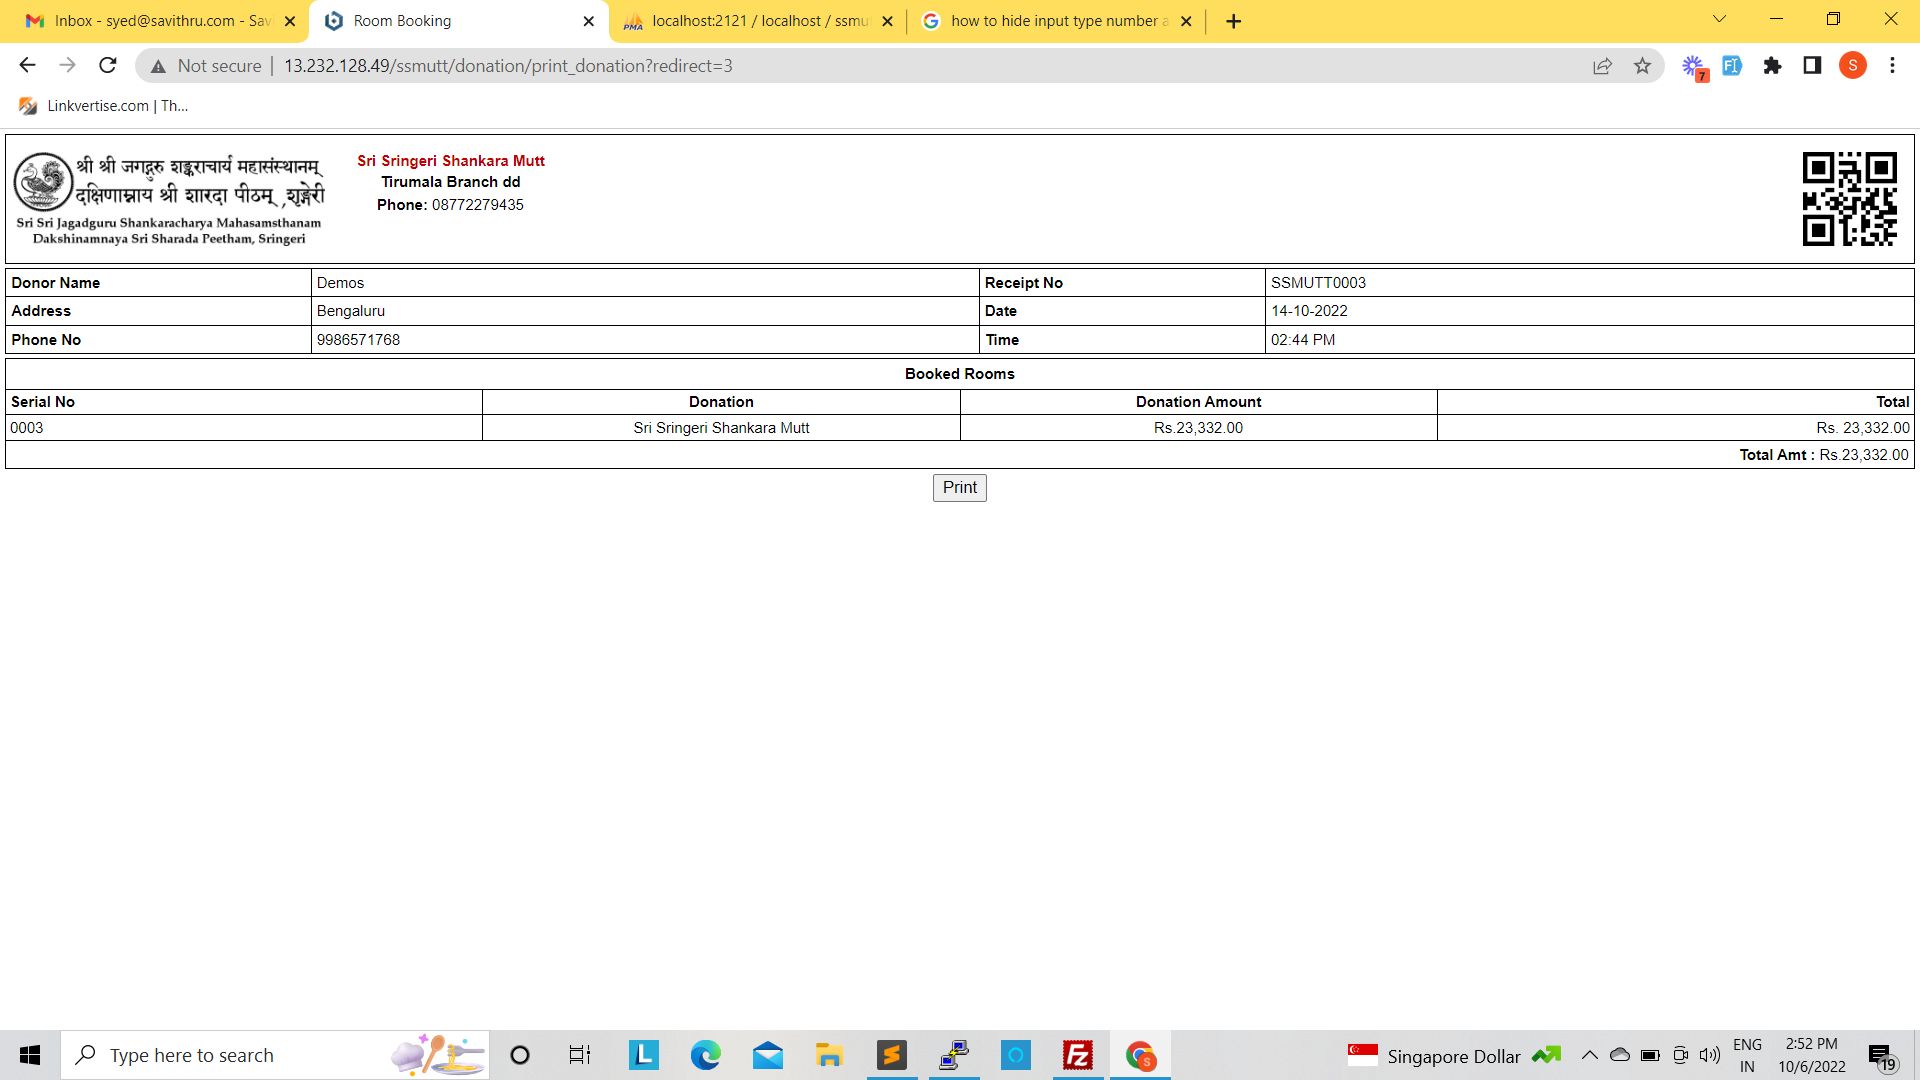 Inbox - syed@savithru.com - Sav
Room Booking
localhost:2121 / localhost / ssmu
how to hide input type number a
Not secure
13.232.128.49/ssmutt/donation/print_donation?redirect=3
7
S
Linkvertise.com | Th...
श्री श्री जगद्गुरु शङ्कराचार्य महासंस्थानम्
दक्षिणाम्नाय श्री शारदा पीठम् ,शृङ्गेरी
Sri Sri Jagadguru Shankaracharya Mahasamsthanam
Dakshinamnaya Sri Sharada Peetham, Sringeri
Sri Sringeri Shankara Mutt
Tirumala Branch dd
Phone: 08772279435
Donor Name Demos Receipt No SSMUTT0003
Address Bengaluru Date 14-10-2022
Phone No 9986571768 Time 02:44 PM
Booked Rooms
Serial No Donation Donation Amount Total
0003 Sri Sringeri Shankara Mutt Rs.23,332.00 Rs. 23,332.00
Total Amt : Rs.23,332.00
Print
Type here to search
Singapore Dollar
ENG
IN
2:52 PM
10/6/2022
19